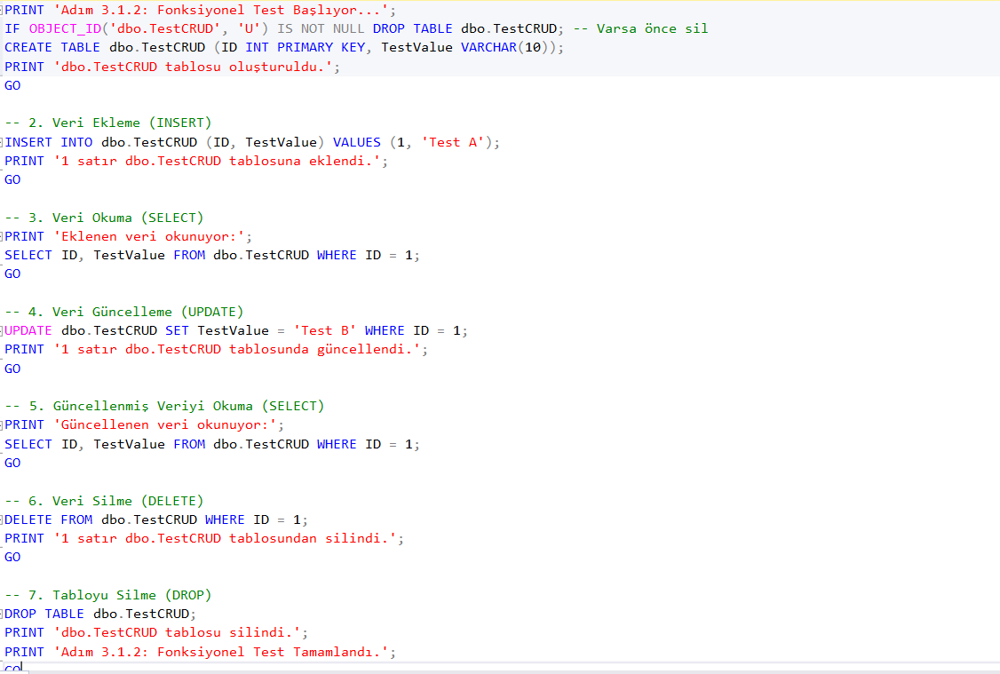 PRINT 'Adım 3.1.2: Fonksiyonel Test Başlıyor...';
IF OBJECT_ID('dbo.TestCRUD', 'U') IS NOT NULL DROP TABLE dbo.TestCRUD; -- Varsa önce sil
CREATE TABLE dbo.TestCRUD (ID INT PRIMARY KEY, TestValue VARCHAR(10));
PRINT 'dbo.TestCRUD tablosu oluşturuldu.';
GO
-- 2. Veri Ekleme (INSERT)
INSERT INTO dbo.TestCRUD (ID, TestValue) VALUES (1, 'Test A');
PRINT '1 satır dbo.TestCRUD tablosuna eklendi.';
GO
-- 3. Veri Okuma (SELECT)
PRINT 'Eklenen veri okunuyor:';
SELECT ID, TestValue FROM dbo.TestCRUD WHERE ID = 1;
GO
-- 4. Veri Güncelleme (UPDATE)
UPDATE dbo.TestCRUD SET TestValue = 'Test B' WHERE ID = 1;
PRINT '1 satır dbo.TestCRUD tablosunda güncellendi.';
GO
-- 5. Güncellenmiş Veriyi Okuma (SELECT)
PRINT 'Güncellenen veri okunuyor:';
SELECT ID, TestValue FROM dbo.TestCRUD WHERE ID = 1;
GO
-- 6. Veri Silme (DELETE)
DELETE FROM dbo.TestCRUD WHERE ID = 1;
PRINT '1 satır dbo.TestCRUD tablosundan silindi.';
GO
-- 7. Tabloyu Silme (DROP)
DROP TABLE dbo.TestCRUD;
PRINT 'dbo.TestCRUD tablosu silindi.';
PRINT 'Adım 3.1.2: Fonksiyonel Test Tamamlandı.';
GO